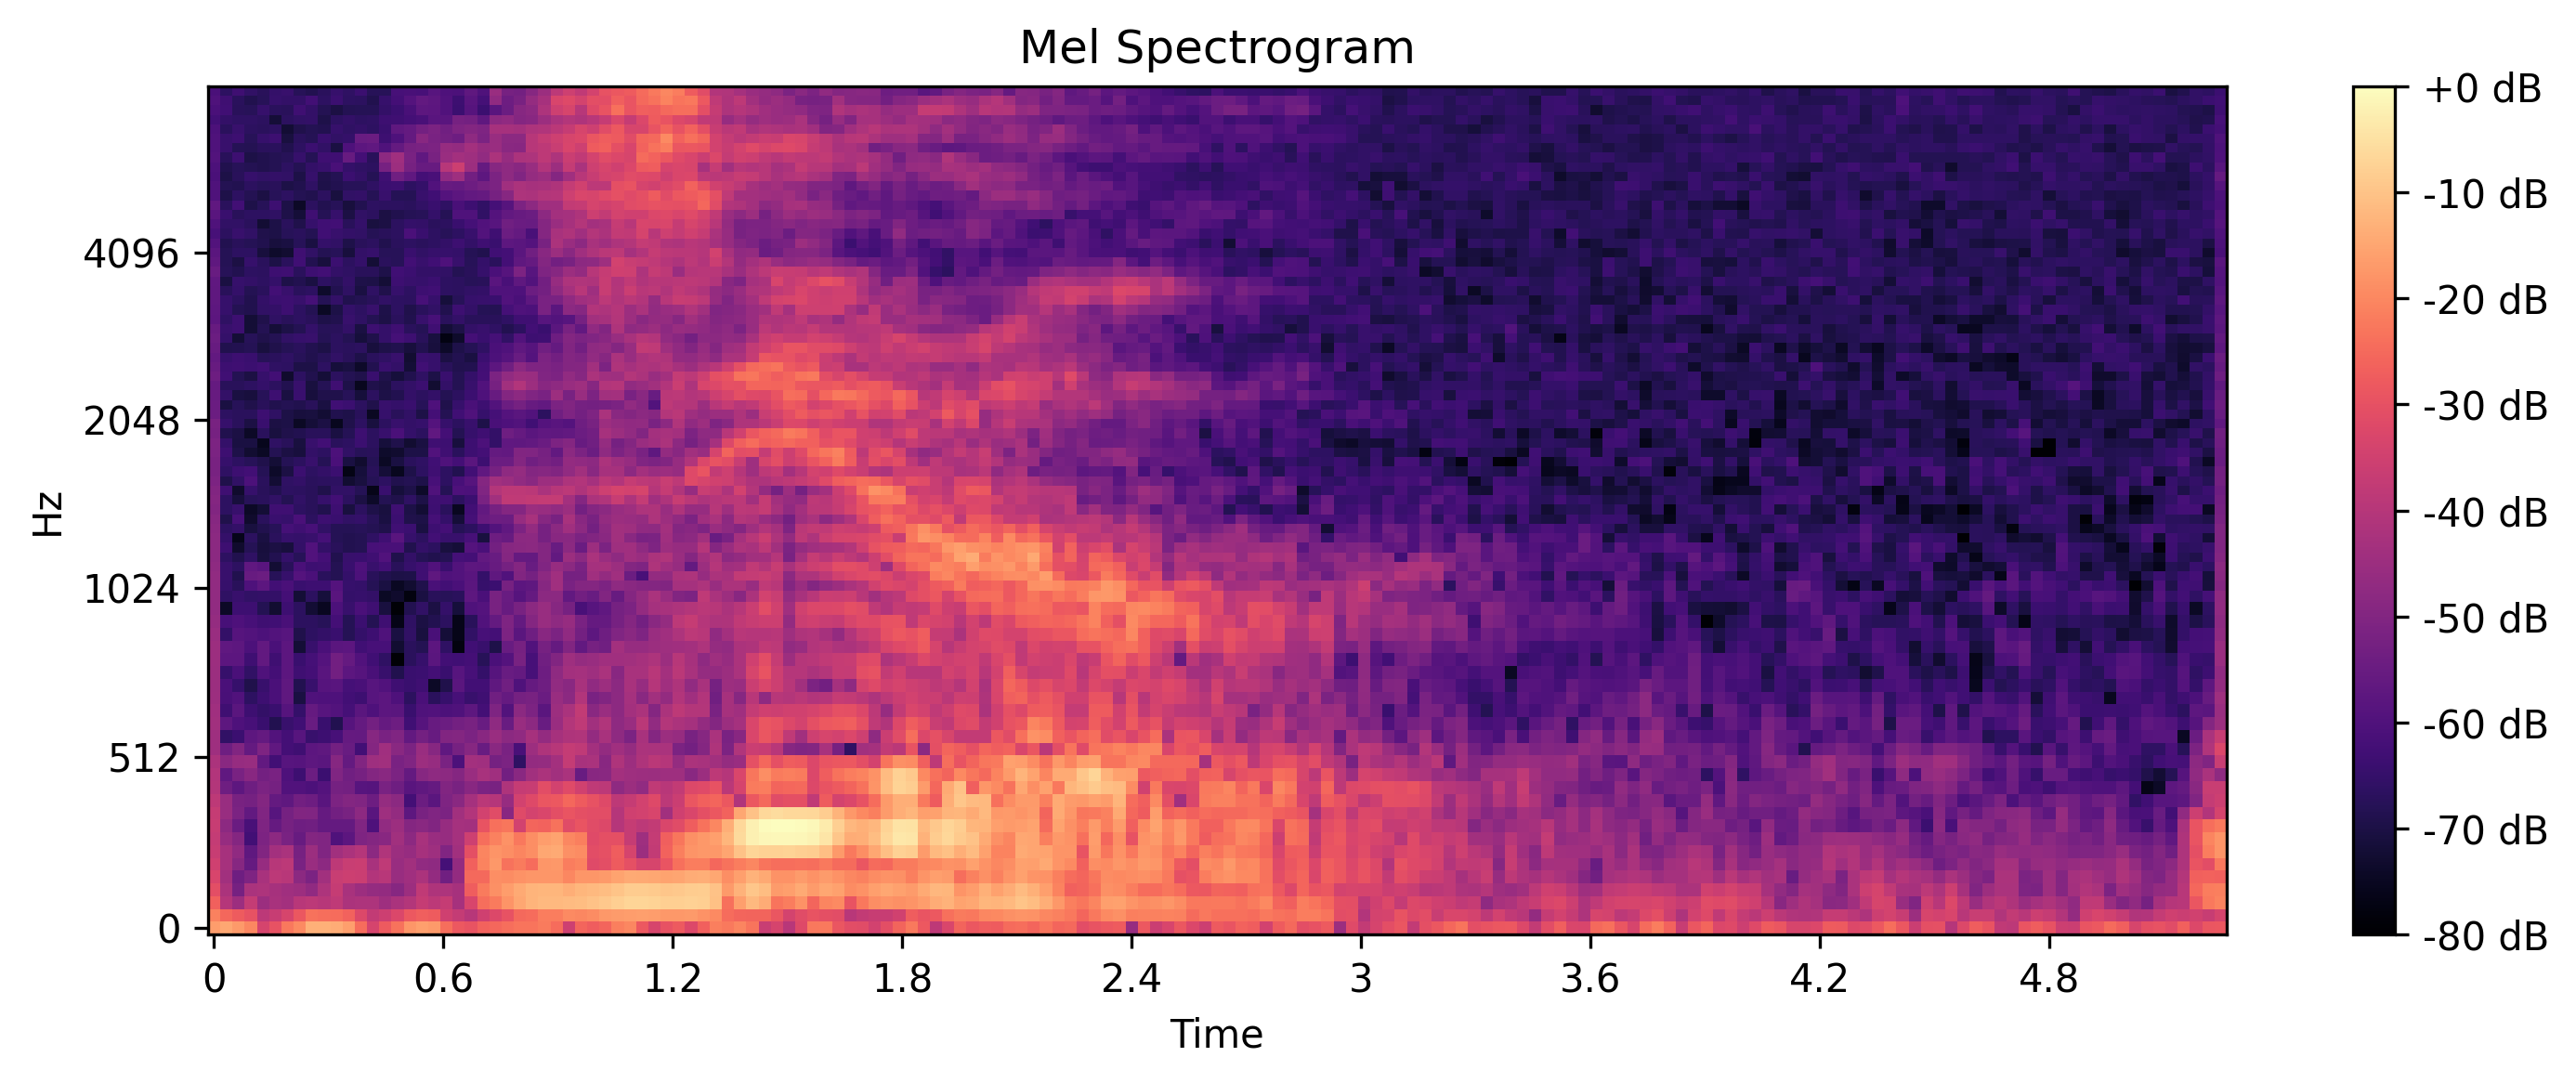 Mel Spectrogram
+0 dB
-10 dB
4096
-20 dB
-30 dB
2048
-40 dB
Hz
1024
-50 dB
-60 dB
512
-70 dB
0
-80 dB
0 0.6 1.2 1.8 2.4 3 3.6 4.2 4.8
Time